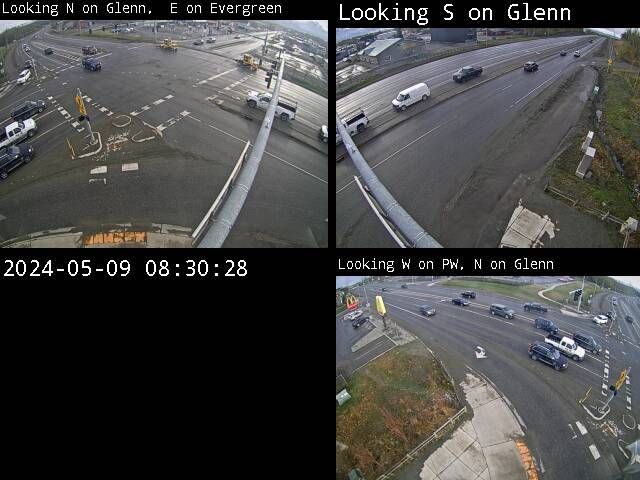 Looking N on Glenn, E on Evergreen
Looking S on Glenn
2024-05-09 08:30:28
Looking W on PW, N on Glenn